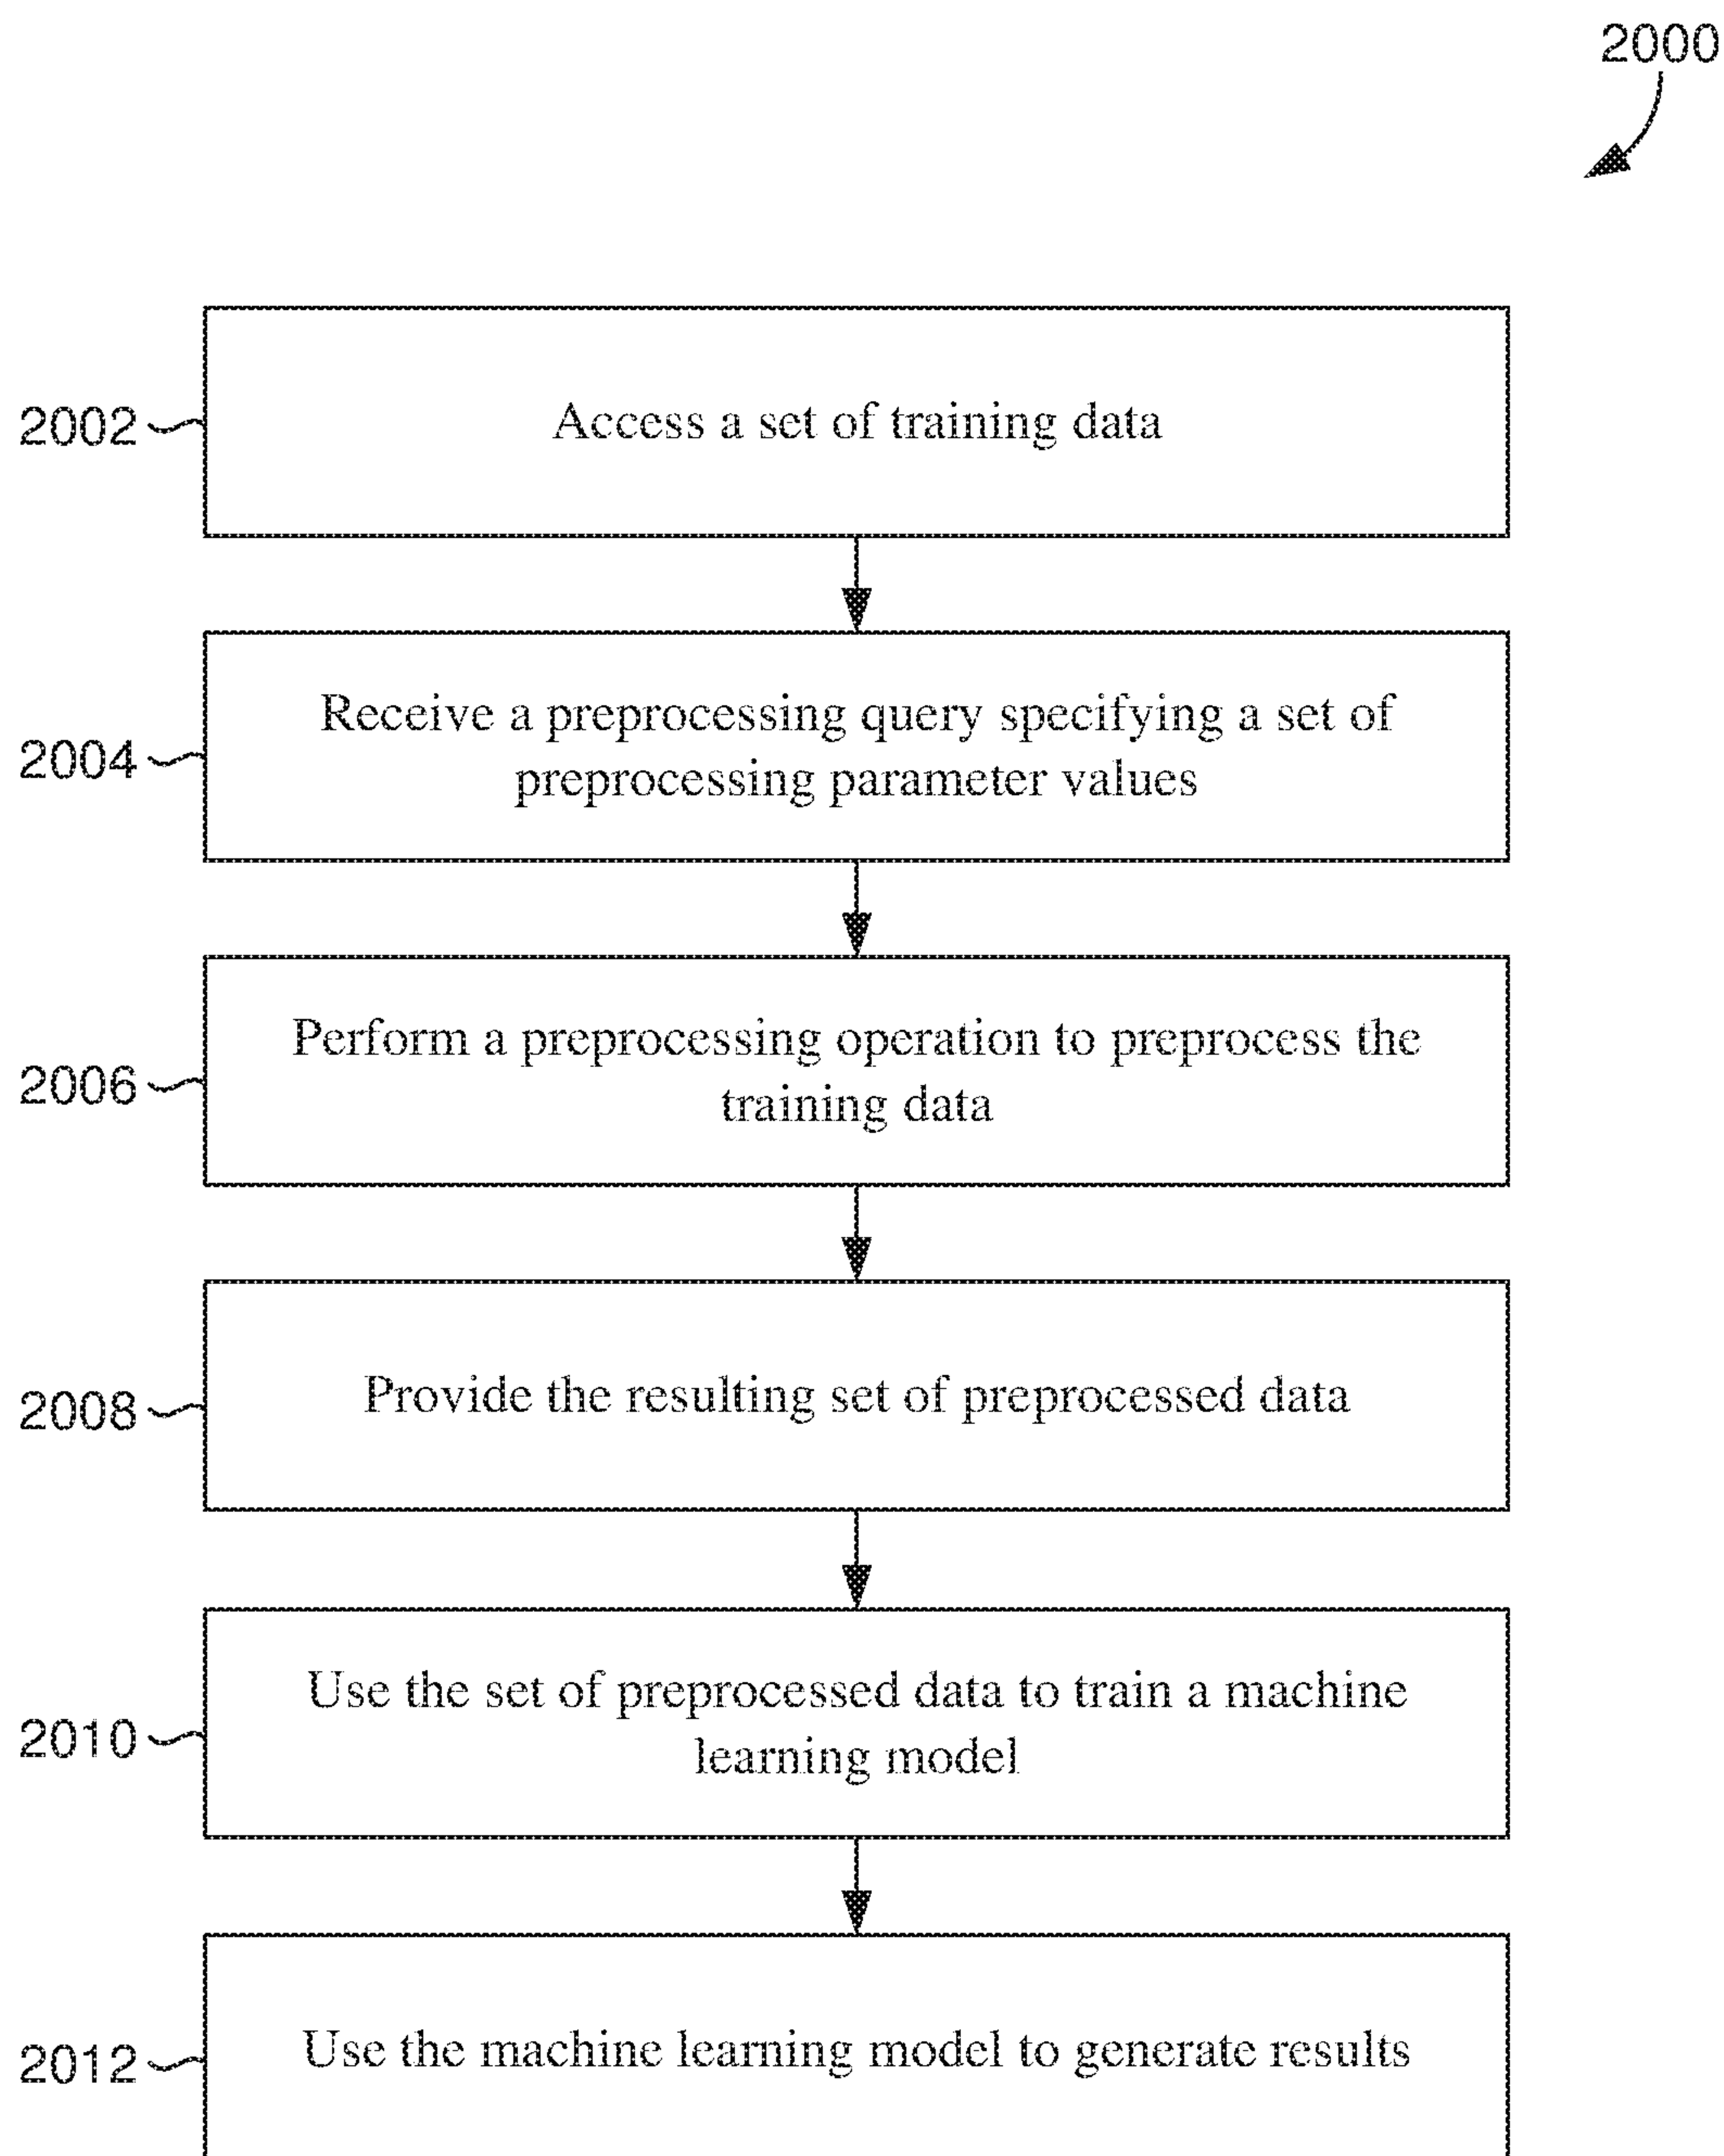 2000
2002
Access a set of training data
2004
Receive a preprocessing query specifying a set of
preprocessing parameter values
2006
Perform a preprocessing operation to preprocess the
training data
2008
Provide the resulting set of preprocessed data
2010
Use the set of preprocessed data to train a machine
learning model
2012
Use the machine learning model to generate results